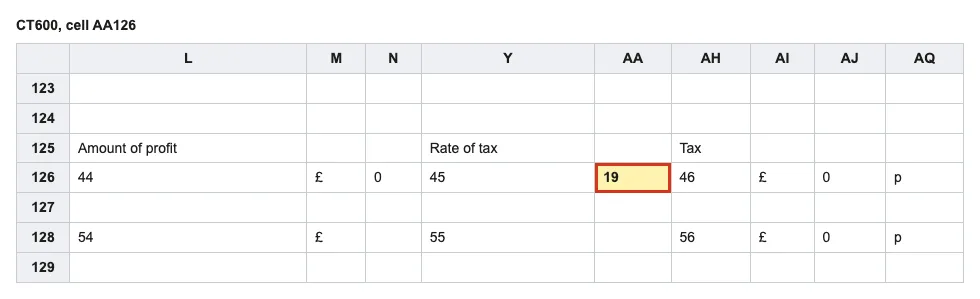 CT600, cell AA126
L M N Y AA AH AI AJ AQ
123
124
125 Amount of profit Rate of tax Tax
126 44 £ 0 45 19 46 £ 0 p
127
128 54 £ 55 56 £ 0 p
129